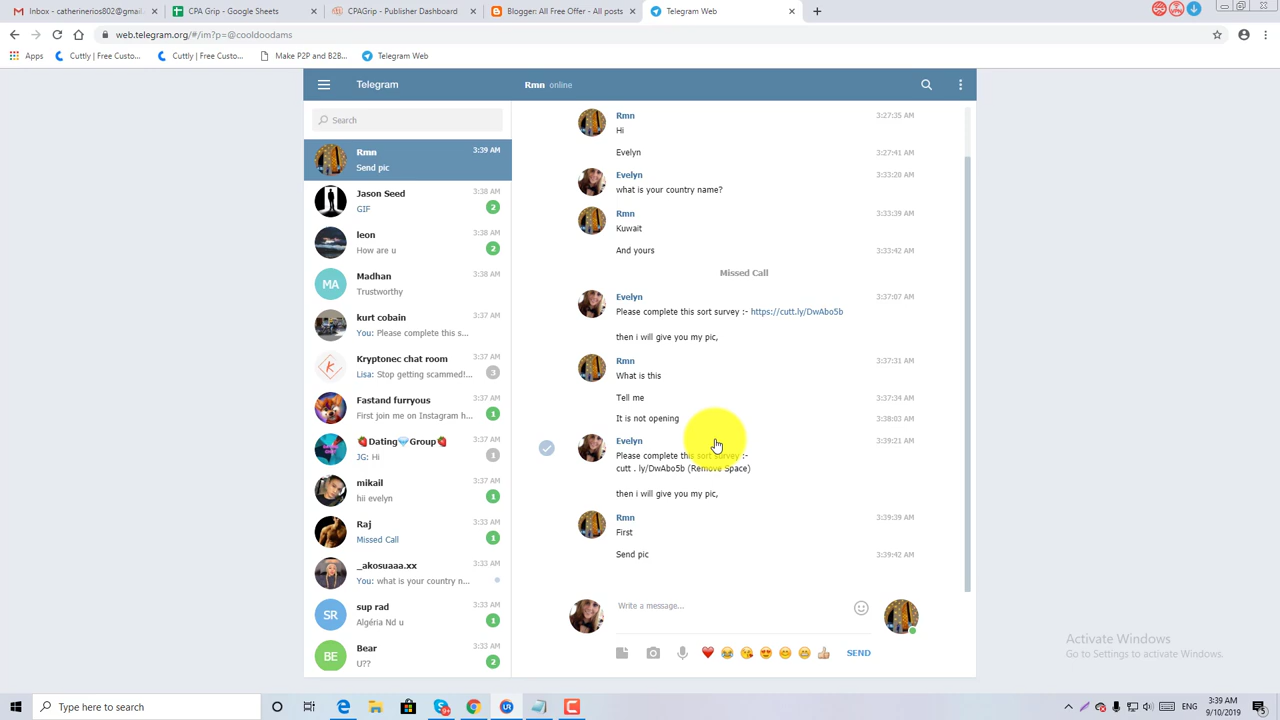 Inbox - catherinerios802@gmail.
CPA Grip - Google Sheets
CPAGrip - Publisher Dashboard
Blogger: All Free Offer - All posts
Telegram Web
web.telegram.org/#/im?p=@cooldoodams
Apps
Cuttly | Free Custo...
Cuttly | Free Custo...
Make P2P and B2B...
Telegram Web
Telegram
Rmn online
Search
Rmn 3:39 AM
Send pic
Jason Seed 3:38 AM
GIF 2
leon 3:38 AM
How are u 2
MA
Madhan 3:38 AM
Trustworthy
kurt cobain 3:37 AM
You: Please complete this s...
K
Kryptonec chat room 3:37 AM
Lisa: Stop getting scammed!... 3
Fastand furryous 3:37 AM
First join me on Instagram h... 1
🍓Dating💎Group🍓 3:37 AM
JG: Hi 1
mikail 3:37 AM
hii evelyn 1
Raj 3:33 AM
Missed Call 1
_akosuaaa.xx 3:33 AM
You: what is your country n...
SR
sup rad 3:33 AM
Algéria Nd u 1
BE
Bear 3:33 AM
U?? 2
Rmn 3:27:35 AM
Hi
Evelyn 3:27:41 AM
Evelyn 3:33:20 AM
what is your country name?
Rmn 3:33:39 AM
Kuwait
And yours 3:33:42 AM
Missed Call
Evelyn 3:37:07 AM
Please complete this sort survey :- https://cutt.ly/DwAbo5b
then i will give you my pic,
Rmn 3:37:31 AM
What is this
Tell me 3:37:34 AM
It is not opening 3:38:03 AM
Evelyn 3:39:21 AM
Please complete this sort survey :-
cutt . ly/DwAbo5b (Remove Space)
then i will give you my pic,
Rmn 3:39:39 AM
First
Send pic 3:39:42 AM
Write a message...
SEND
Activate Windows
Go to Settings to activate Windows.
Type here to search
ENG
3:39 AM
9/10/2019